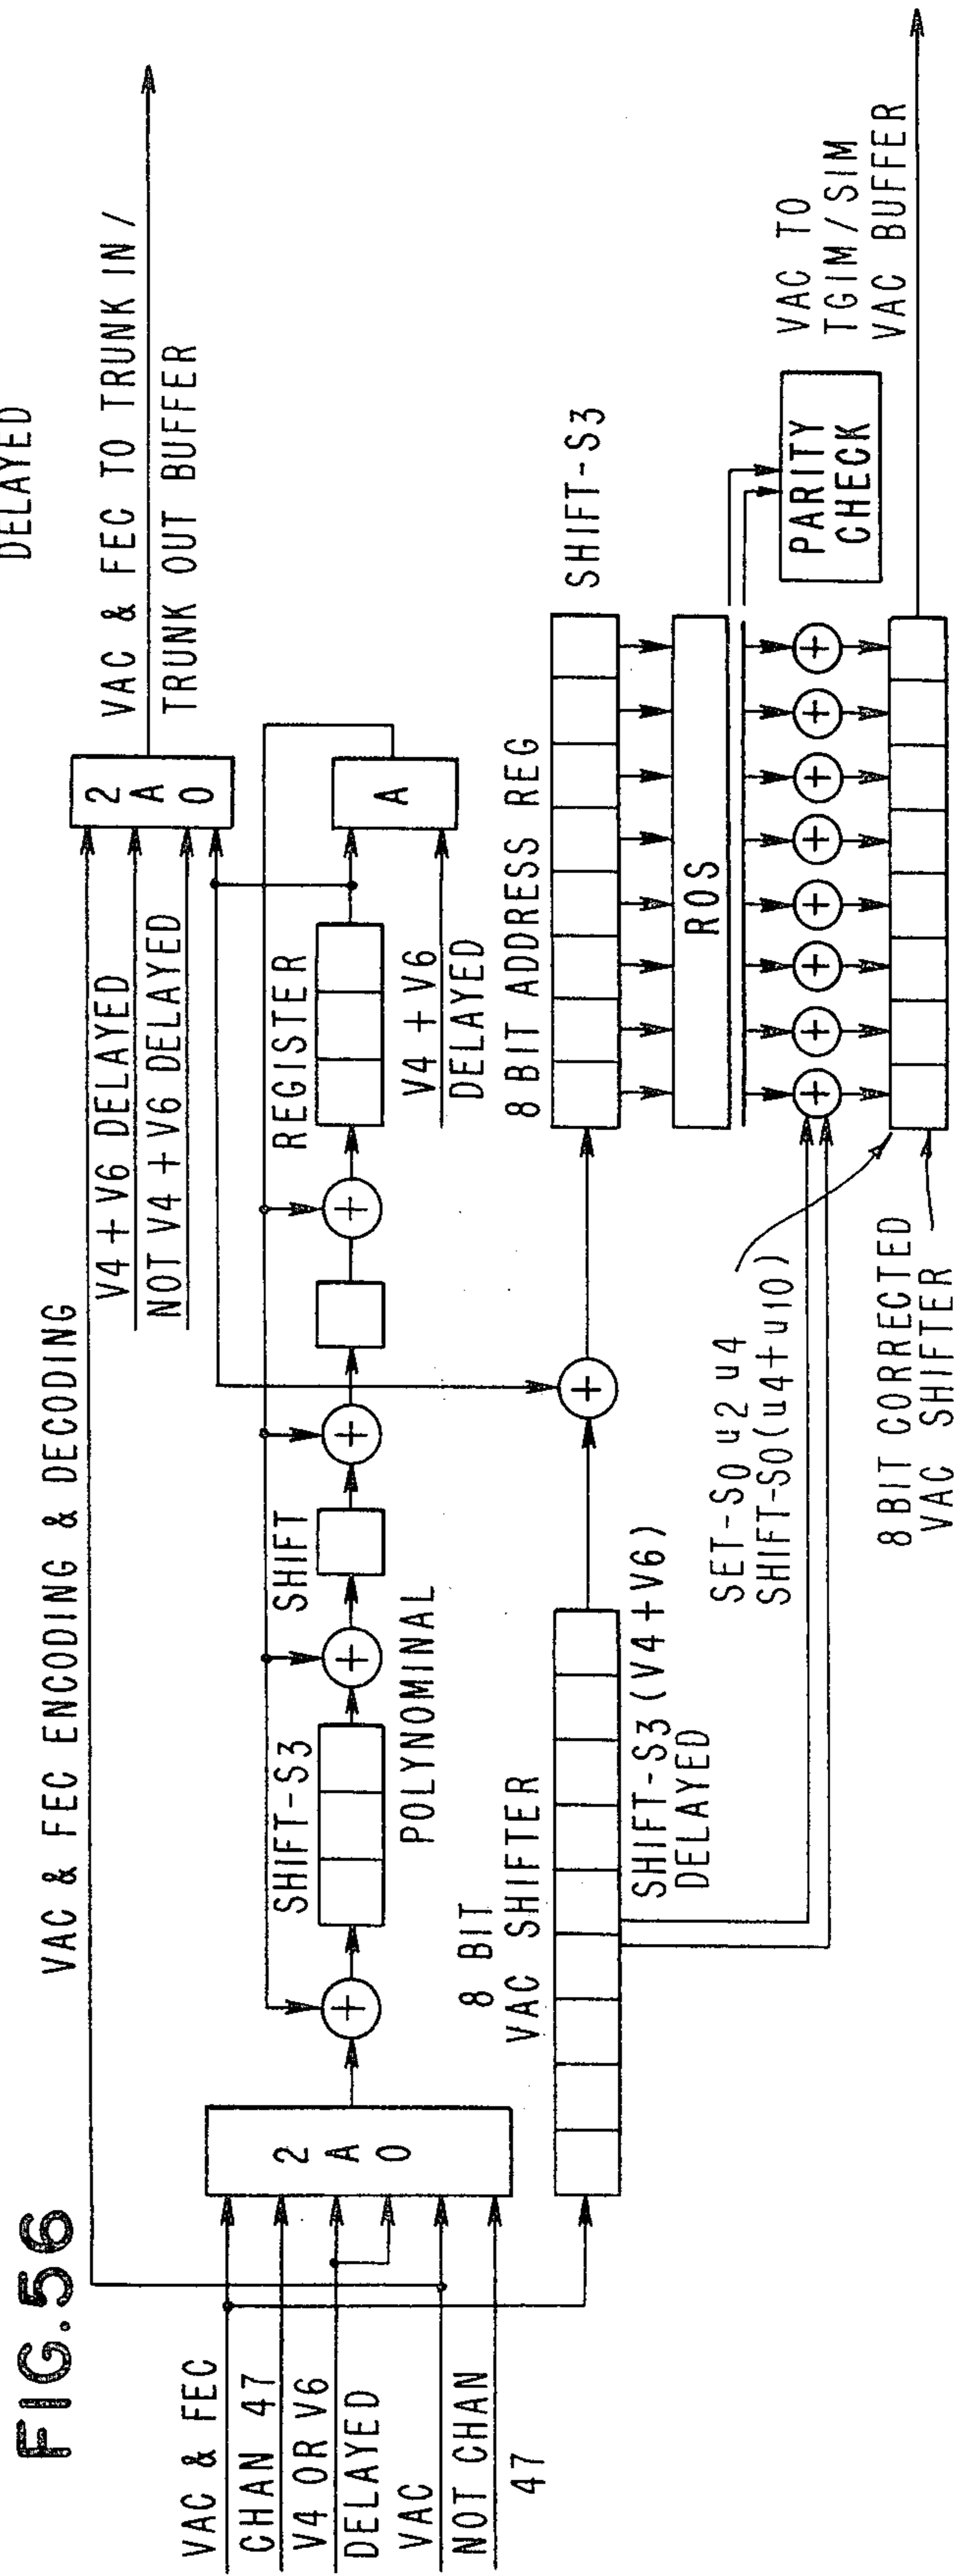 FIG.56
VAC & FEC ENCODING & DECODING
DELAYED
VAC & FEC
CHAN 47
V4 OR V6
DELAYED
VAC
NOT CHAN
47
2
A
O
SHIFT-S3
SHIFT
REGISTER
POLYNOMINAL
V4 + V6 DELAYED
NOT V4 + V6 DELAYED
2
A
O
VAC & FEC TO TRUNK IN /
TRUNK OUT BUFFER
A
V4 + V6
DELAYED
8 BIT
VAC SHIFTER
SHIFT-S3 (V4 + V6)
DELAYED
8 BIT ADDRESS REG
SHIFT-S3
ROS
PARITY
CHECK
SET-S0 u2 u4
SHIFT-S0(u4+u10)
8 BIT CORRECTED
VAC SHIFTER
VAC TO
TGIM/SIM
VAC BUFFER